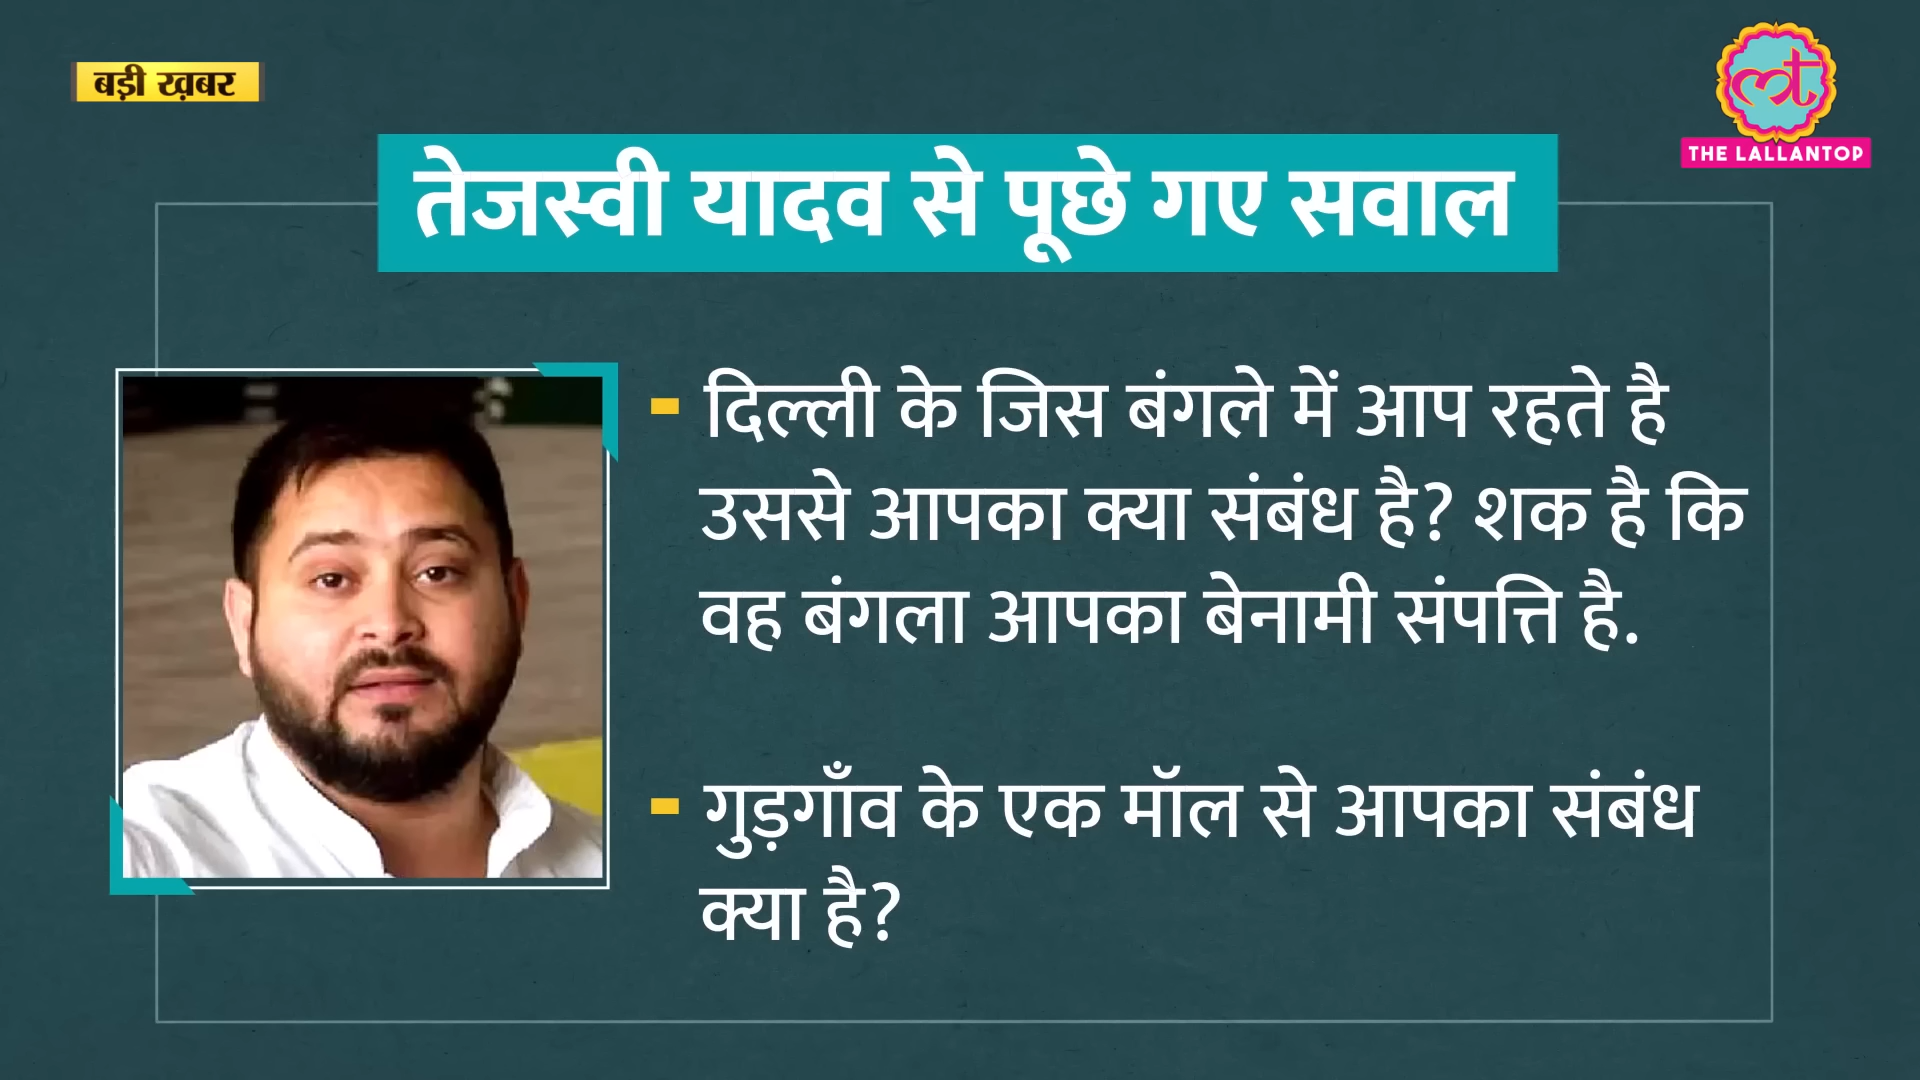 बड़ी ख़बर
THE LALLANTOP
तेजस्वी यादव से पूछे गए सवाल
दिल्ली के जिस बंगले में आप रहते है
उससे आपका क्या संबंध है? शक है कि
वह बंगला आपका बेनामी संपत्ति है.
गुड़गाँव के एक मॉल से आपका संबंध
क्या है?